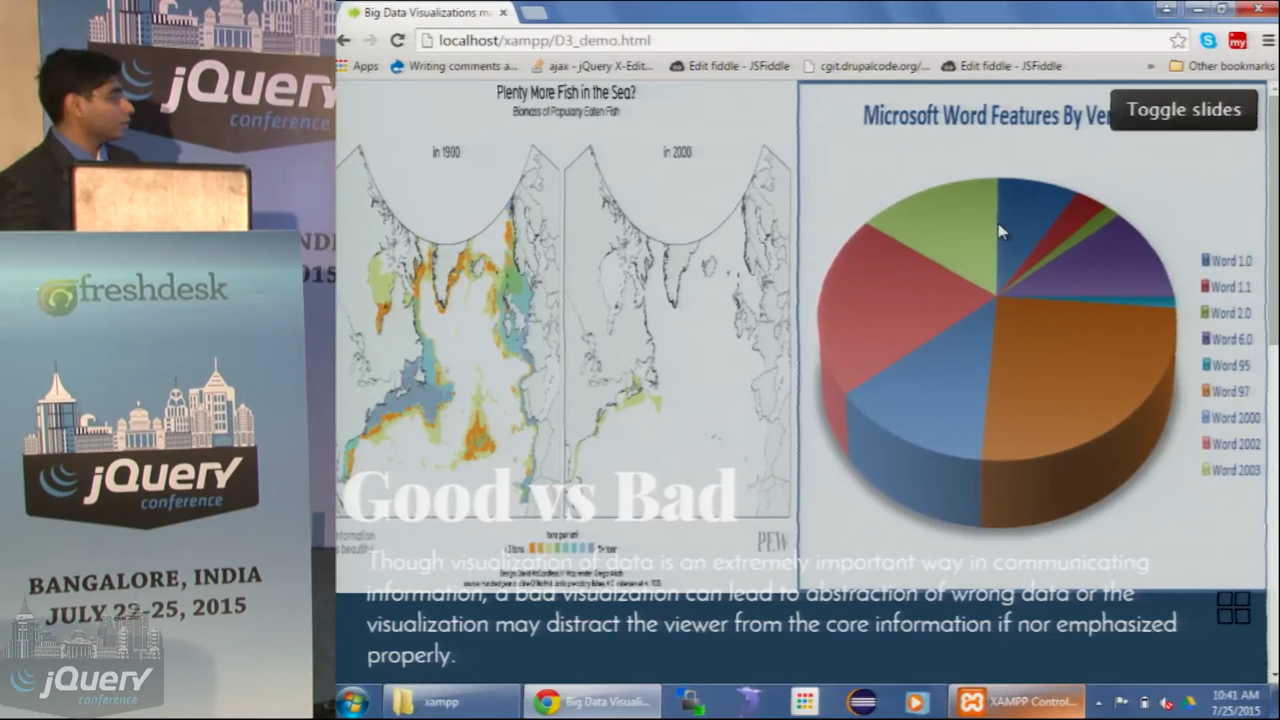 jQuery
conference
freshdesk
jQuery
conference
BANGALORE, INDIA
JULY 22-25, 2015
jQuery
conference
2015
Big Data Visualizations m
localhost/xampp/D3_demo.html
Apps
Writing comments a...
ajax - jQuery X-Edit...
Edit fiddle - JSFiddle
cgit.drupalcode.org/...
Edit fiddle - JSFiddle
»
Other bookmarks
Plenty More Fish in the Sea?
Biomass of Popularly Eaten Fish
in 1900
in 2000
PEW
Microsoft Word Features By Ver
Toggle slides
Word 1.0
Word 1.1
Word 2.0
Word 6.0
Word 95
Word 97
Word 2000
Word 2002
Word 2003
Good vs Bad
Though visualization of data is an extremely important way in communicating
information, a bad visualization can lead to abstraction of wrong data or the
visualization may distract the viewer from the core information if nor emphasized
properly.
xampp
Big Data Visuali...
XAMPP Control...
10:41 AM
7/25/2015